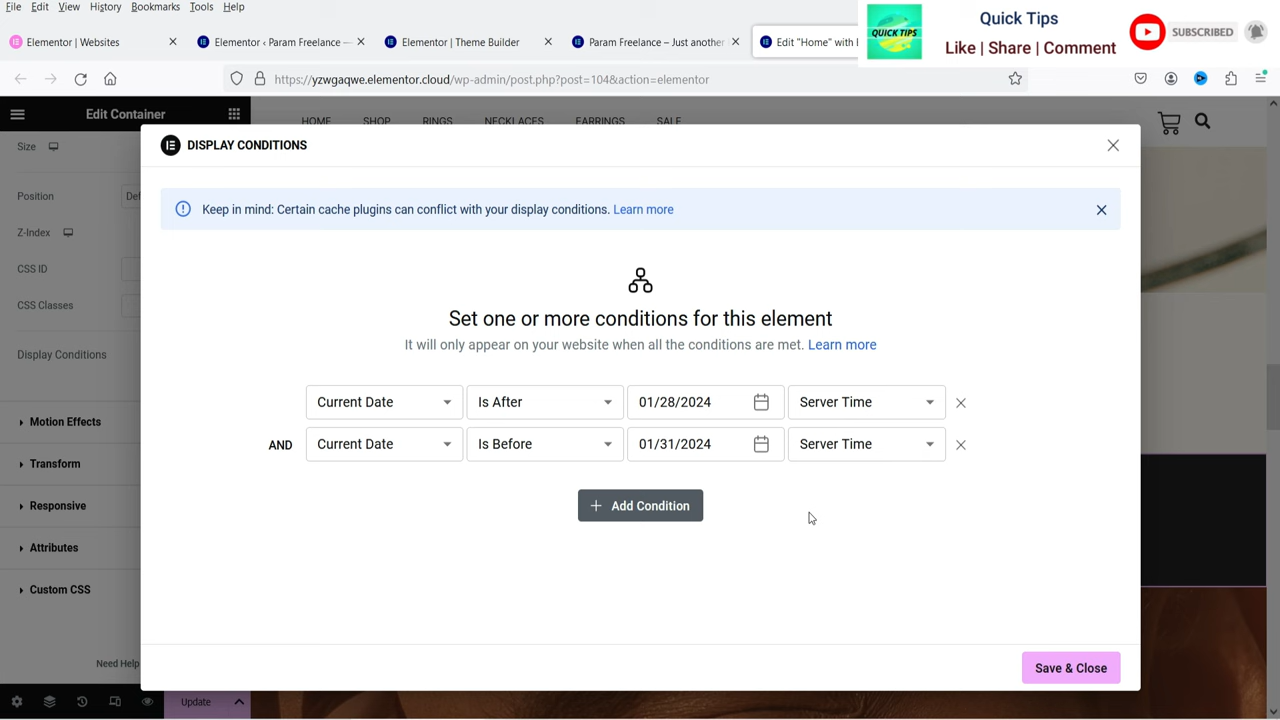 File Edit View History Bookmarks Tools Help
QUICK TIPS
Quick Tips
Like | Share | Comment
SUBSCRIBED
Elementor | Websites
Elementor ‹ Param Freelance —
Elementor | Theme Builder
Param Freelance – Just another
Edit "Home" with
https://yzwgaqwe.elementor.cloud/wp-admin/post.php?post=104&action=elementor
Edit Container
HOME SHOP RINGS NECKLACES EARRINGS SALE
Size
Position
Def
Z-Index
CSS ID
CSS Classes
Display Conditions
Motion Effects
Transform
Responsive
Attributes
Custom CSS
Need Help
Update
DISPLAY CONDITIONS
Keep in mind: Certain cache plugins can conflict with your display conditions. Learn more
Set one or more conditions for this element
It will only appear on your website when all the conditions are met. Learn more
Current Date Is After 01/28/2024 Server Time
AND Current Date Is Before 01/31/2024 Server Time
+ Add Condition
Save & Close